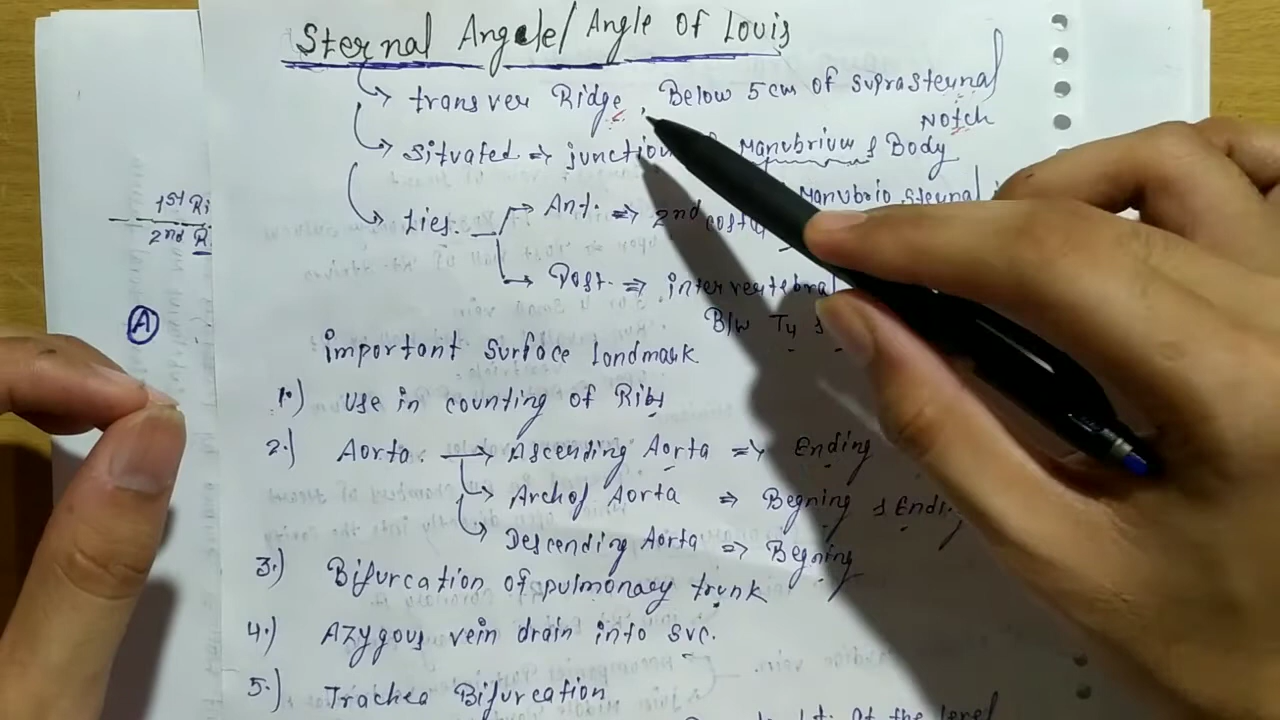 Sternal Angle/Angle of Louis
transver Ridge, Below 5cm of suprasternal
Notch
Situated ⇒ junction Manubrium & Body
Manubrio sternal
1st Ri
2nd R
Lies. Ant. ⇒ 2nd costal
Post. ⇒ intervertebral
B/w T4 &
A
important surface landmark
1.) use in counting of Ribs
2.) Aorta. → Ascending Aorta ⇒ Ending
Arch of Aorta ⇒ Begning & Ending
Descending Aorta ⇒ Begning
3.) Bifurcation of pulmonary trunk
4.) Azygous vein drain into svc.
5.) Trachea Bifurcation
At the level